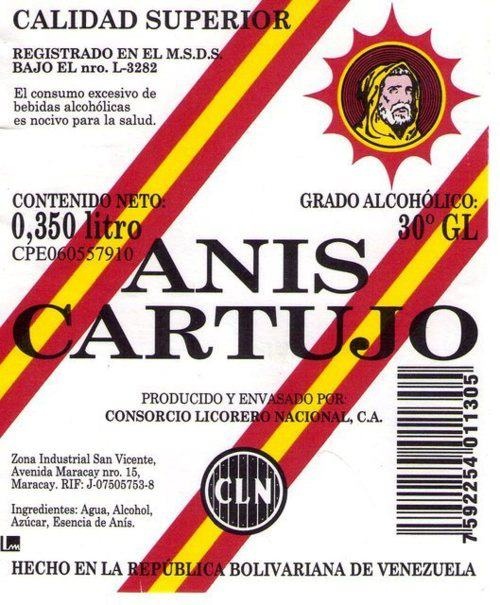 CALIDAD SUPERIOR
REGISTRADO EN EL M.S.D.S.
BAJO EL nro. L-3282
El consumo excesivo de
bebidas alcohólicas
es nocivo para la salud.
CONTENIDO NETO:
0,350 litro
CPE060557910
GRADO ALCOHÓLICO:
30° GL
ANIS
CARTUJO
PRODUCIDO Y ENVASADO POR:
CONSORCIO LICORERO NACIONAL, C.A.
Zona Industrial San Vicente,
Avenida Maracay nro. 15,
Maracay. RIF: J-07505753-8
Ingredientes: Agua, Alcohol,
Azúcar, Esencia de Anís.
CLN
7592254011305
HECHO EN LA REPÚBLICA BOLIVARIANA DE VENEZUELA